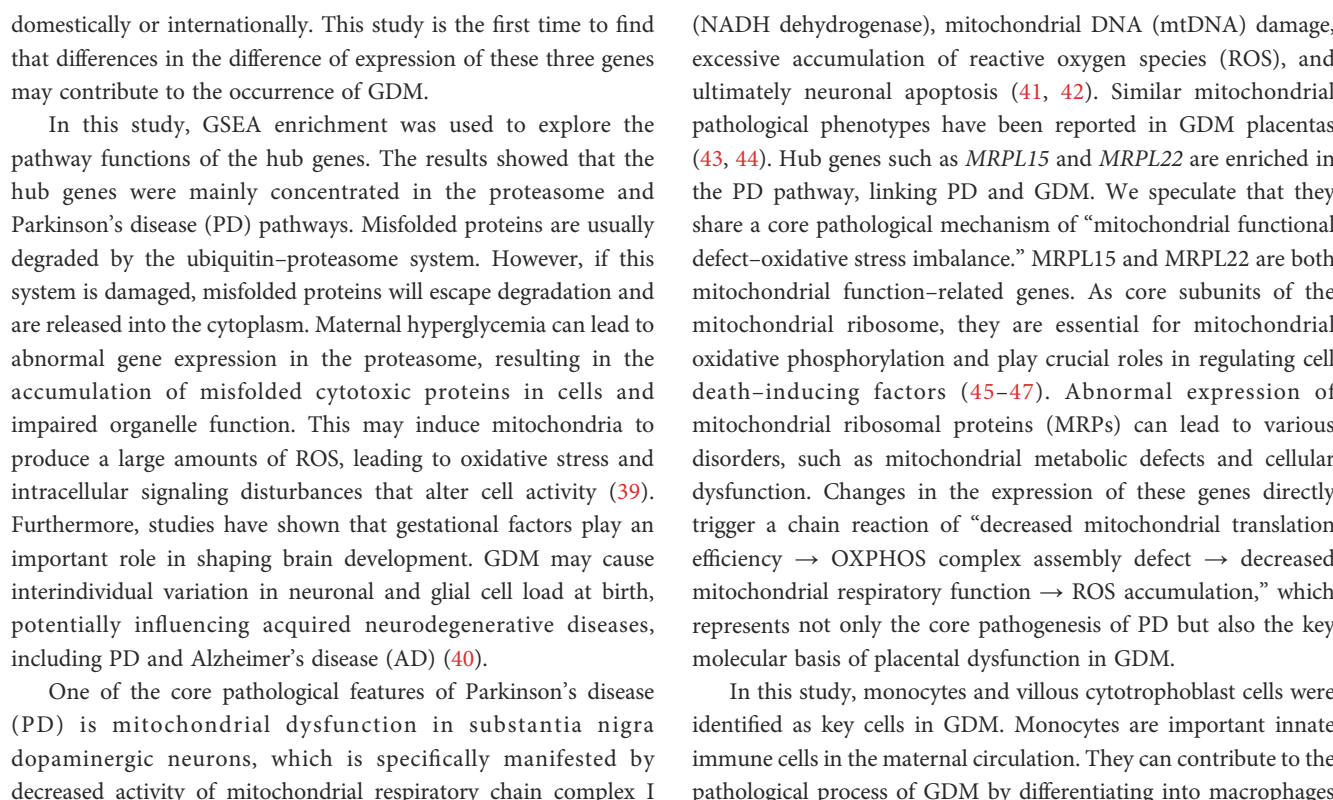 domestically or internationally. This study is the first time to find
that differences in the difference of expression of these three genes
may contribute to the occurrence of GDM.
In this study, GSEA enrichment was used to explore the
pathway functions of the hub genes. The results showed that the
hub genes were mainly concentrated in the proteasome and
Parkinson’s disease (PD) pathways. Misfolded proteins are usually
degraded by the ubiquitin–proteasome system. However, if this
system is damaged, misfolded proteins will escape degradation and
are released into the cytoplasm. Maternal hyperglycemia can lead to
abnormal gene expression in the proteasome, resulting in the
accumulation of misfolded cytotoxic proteins in cells and
impaired organelle function. This may induce mitochondria to
produce a large amounts of ROS, leading to oxidative stress and
intracellular signaling disturbances that alter cell activity (39).
Furthermore, studies have shown that gestational factors play an
important role in shaping brain development. GDM may cause
interindividual variation in neuronal and glial cell load at birth,
potentially influencing acquired neurodegenerative diseases,
including PD and Alzheimer’s disease (AD) (40).
One of the core pathological features of Parkinson’s disease
(PD) is mitochondrial dysfunction in substantia nigra
dopaminergic neurons, which is specifically manifested by
decreased activity of mitochondrial respiratory chain complex I
(NADH dehydrogenase), mitochondrial DNA (mtDNA) damage,
excessive accumulation of reactive oxygen species (ROS), and
ultimately neuronal apoptosis (41, 42). Similar mitochondrial
pathological phenotypes have been reported in GDM placentas
(43, 44). Hub genes such as MRPL15 and MRPL22 are enriched in
the PD pathway, linking PD and GDM. We speculate that they
share a core pathological mechanism of “mitochondrial functional
defect–oxidative stress imbalance.” MRPL15 and MRPL22 are both
mitochondrial function–related genes. As core subunits of the
mitochondrial ribosome, they are essential for mitochondrial
oxidative phosphorylation and play crucial roles in regulating cell
death–inducing factors (45–47). Abnormal expression of
mitochondrial ribosomal proteins (MRPs) can lead to various
disorders, such as mitochondrial metabolic defects and cellular
dysfunction. Changes in the expression of these genes directly
trigger a chain reaction of “decreased mitochondrial translation
efficiency → OXPHOS complex assembly defect → decreased
mitochondrial respiratory function → ROS accumulation,” which
represents not only the core pathogenesis of PD but also the key
molecular basis of placental dysfunction in GDM.
In this study, monocytes and villous cytotrophoblast cells were
identified as key cells in GDM. Monocytes are important innate
immune cells in the maternal circulation. They can contribute to the
pathological process of GDM by differentiating into macrophages